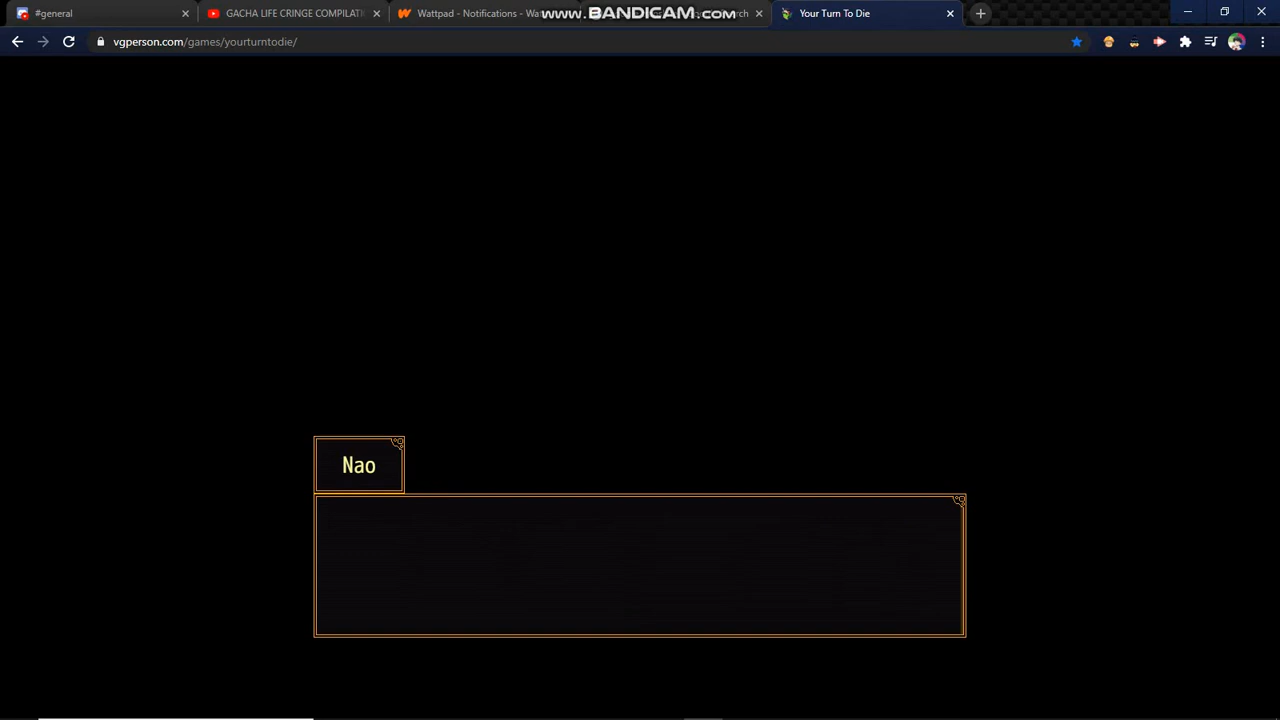 #general
GACHA LIFE CRINGE COMPILATI
Wattpad - Notifications - Wa
www.BANDICAM.com
Your Turn To Die
vgperson.com/games/yourturntodie/
Nao